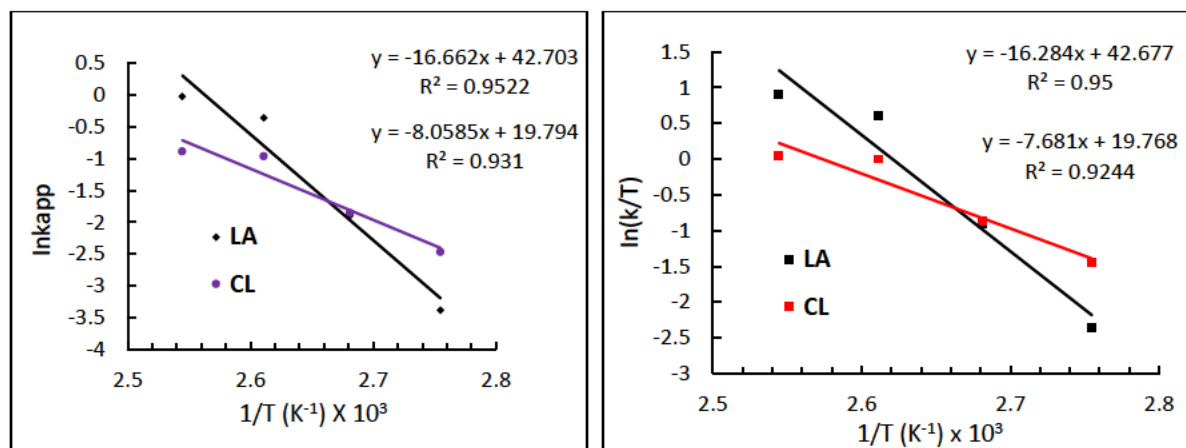 y = -16.662x + 42.703
R² = 0.9522
y = -8.0585x + 19.794
R² = 0.931
0.5
0
-0.5
-1
-1.5
-2
-2.5
-3
-3.5
-4
lnkapp
LA
CL
2.5 2.6 2.7 2.8
1/T (K⁻¹) X 10³
y = -16.284x + 42.677
R² = 0.95
y = -7.681x + 19.768
R² = 0.9244
1.5
1
0.5
0
-0.5
-1
-1.5
-2
-2.5
-3
ln(k/T)
LA
CL
2.5 2.6 2.7 2.8
1/T (K⁻¹) x 10³